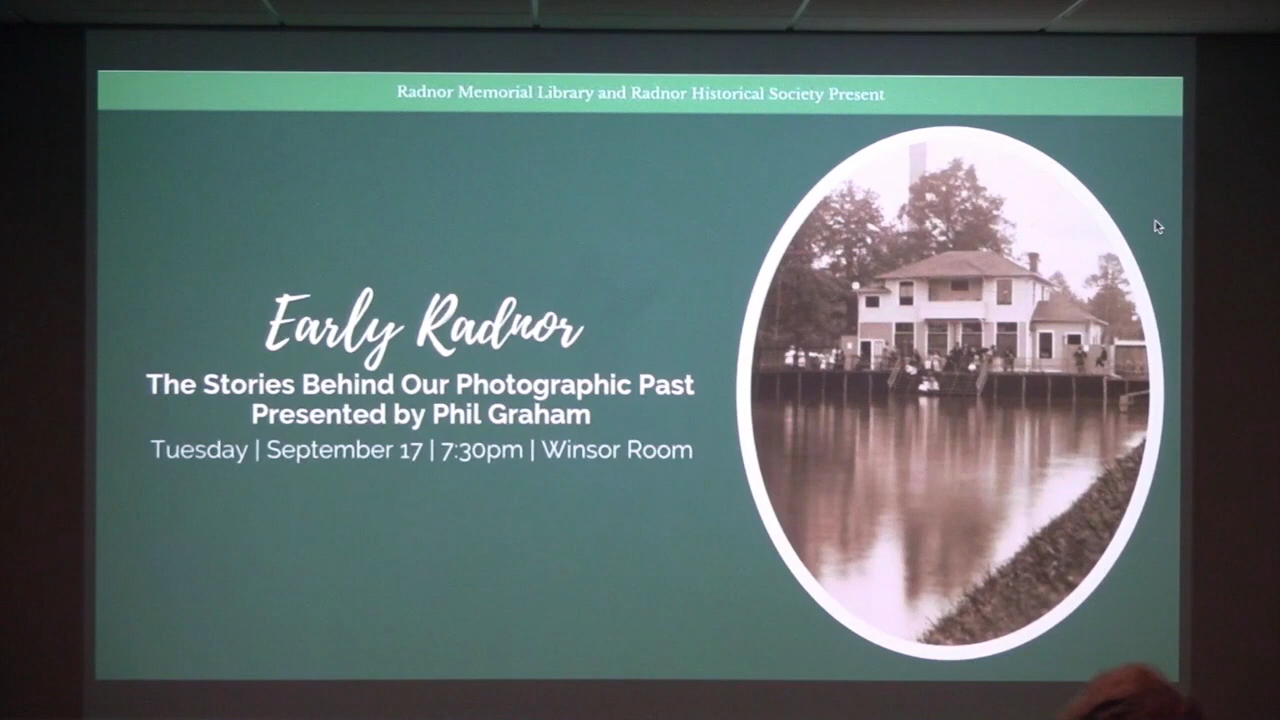 Radnor Memorial Library and Radnor Historical Society Present
Early Radnor
The Stories Behind Our Photographic Past
Presented by Phil Graham
Tuesday | September 17 | 7:30pm | Winsor Room